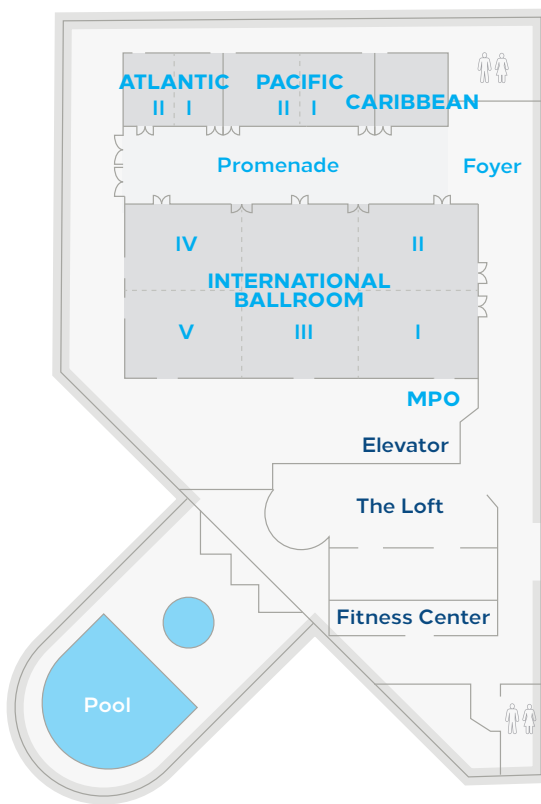 ATLANTIC
II I
PACIFIC
II I
CARIBBEAN
Promenade
Foyer
IV
II
INTERNATIONAL
BALLROOM
V
III
I
MPO
Elevator
The Loft
Fitness Center
Pool